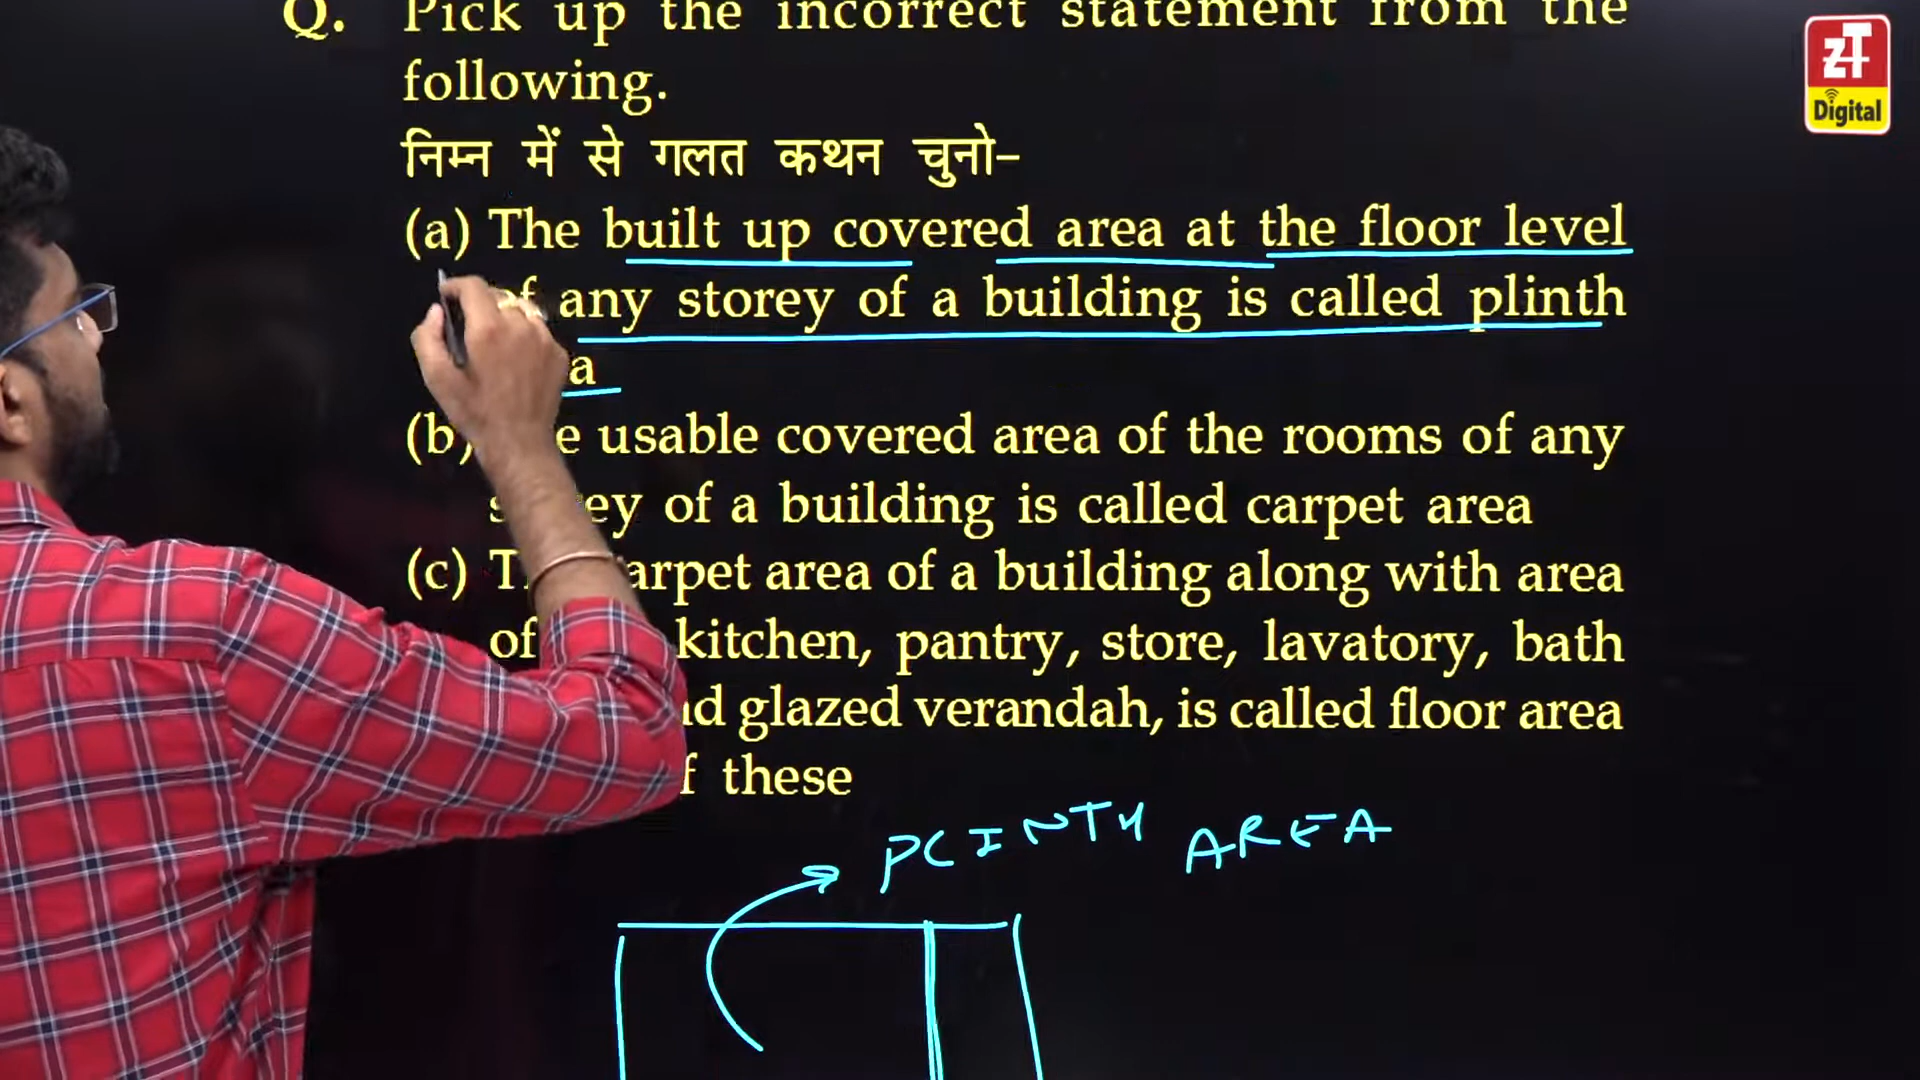 Q. Pick up the incorrect statement from the
following.
निम्न में से गलत कथन चुनो-
(a) The built up covered area at the floor level
of any storey of a building is called plinth
a
(b) usable covered area of the rooms of any
of a building is called carpet area
(c) area of a building along with area
of kitchen, pantry, store, lavatory, bath
glazed verandah, is called floor area
these
PLINTH AREA
ZT
Digital